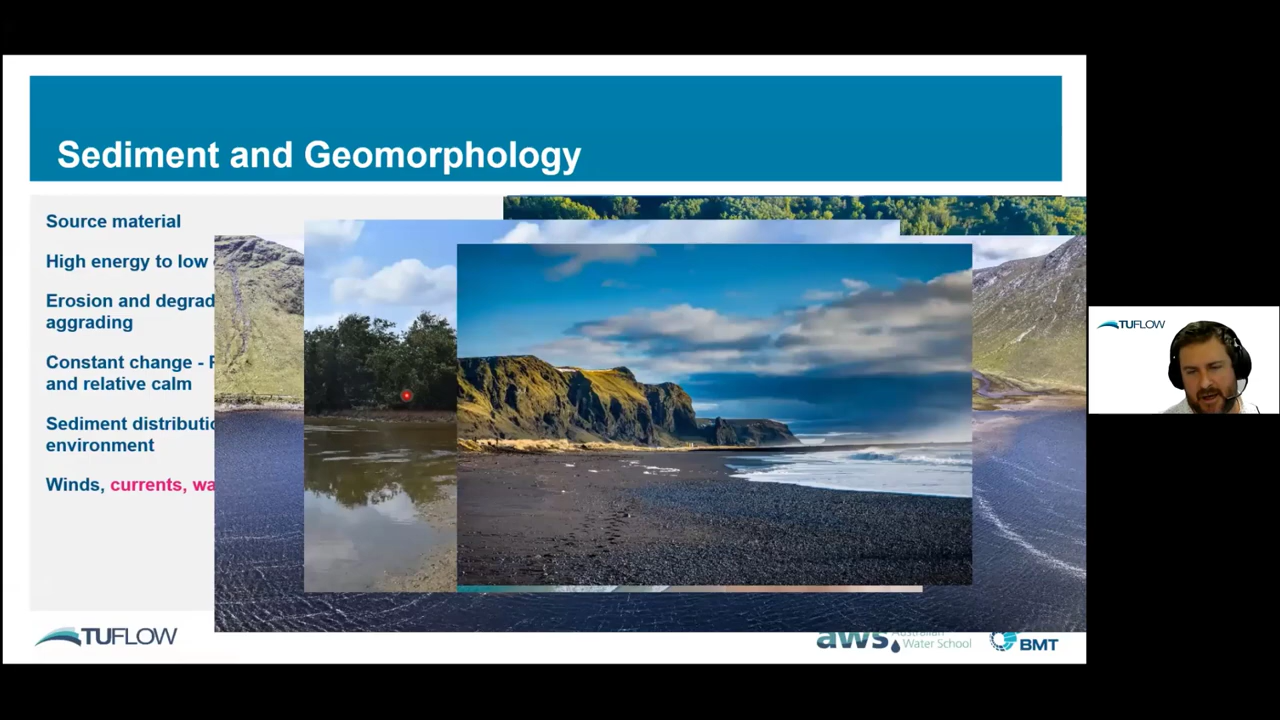 Sediment and Geomorphology
Source material
High energy to low
Erosion and degrad
aggrading
Constant change -
and relative calm
Sediment distributio
environment
Winds, currents, wa
TUFLOW
aws Australian
Water School
BMT
TUFLOW